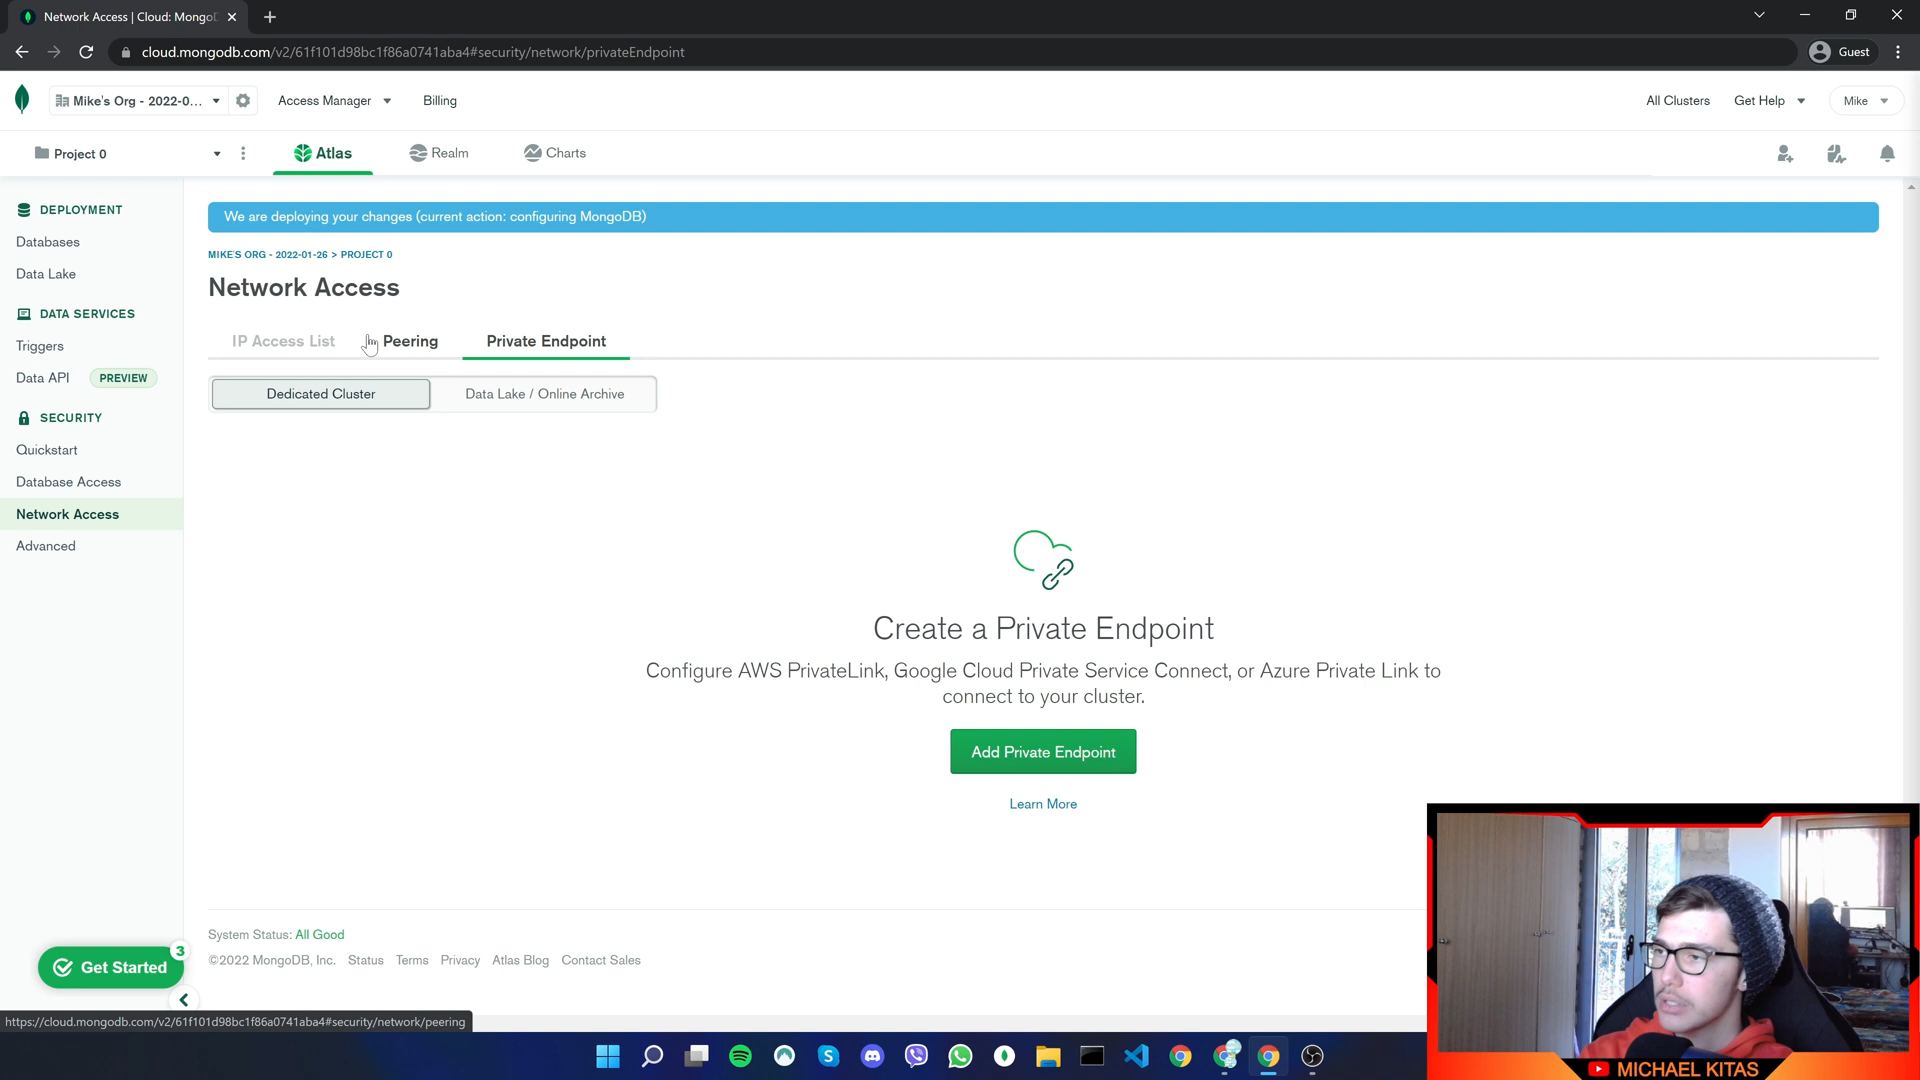 Network Access | Cloud: MongoD
cloud.mongodb.com/v2/61f101d98bc1f86a0741aba4#security/network/privateEndpoint
Guest
Mike's Org - 2022-0...
Access Manager
Billing
All Clusters
Get Help
Mike
Project 0
Atlas
Realm
Charts
DEPLOYMENT
Databases
Data Lake
DATA SERVICES
Triggers
Data API
PREVIEW
SECURITY
Quickstart
Database Access
Network Access
Advanced
We are deploying your changes (current action: configuring MongoDB)
MIKE'S ORG - 2022-01-26 > PROJECT 0
Network Access
IP Access List
Peering
Private Endpoint
Dedicated Cluster
Data Lake / Online Archive
Create a Private Endpoint
Configure AWS PrivateLink, Google Cloud Private Service Connect, or Azure Private Link to
connect to your cluster.
Add Private Endpoint
Learn More
System Status: All Good
©2022 MongoDB, Inc. Status Terms Privacy Atlas Blog Contact Sales
Get Started
3
https://cloud.mongodb.com/v2/61f101d98bc1f86a0741aba4#security/network/peering
MICHAEL KITAS